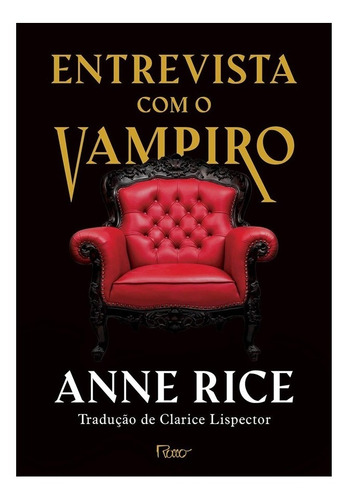 ENTREVISTA
COM O
VAMPIRO
ANNE RICE
Tradução de Clarice Lispector
Rocco